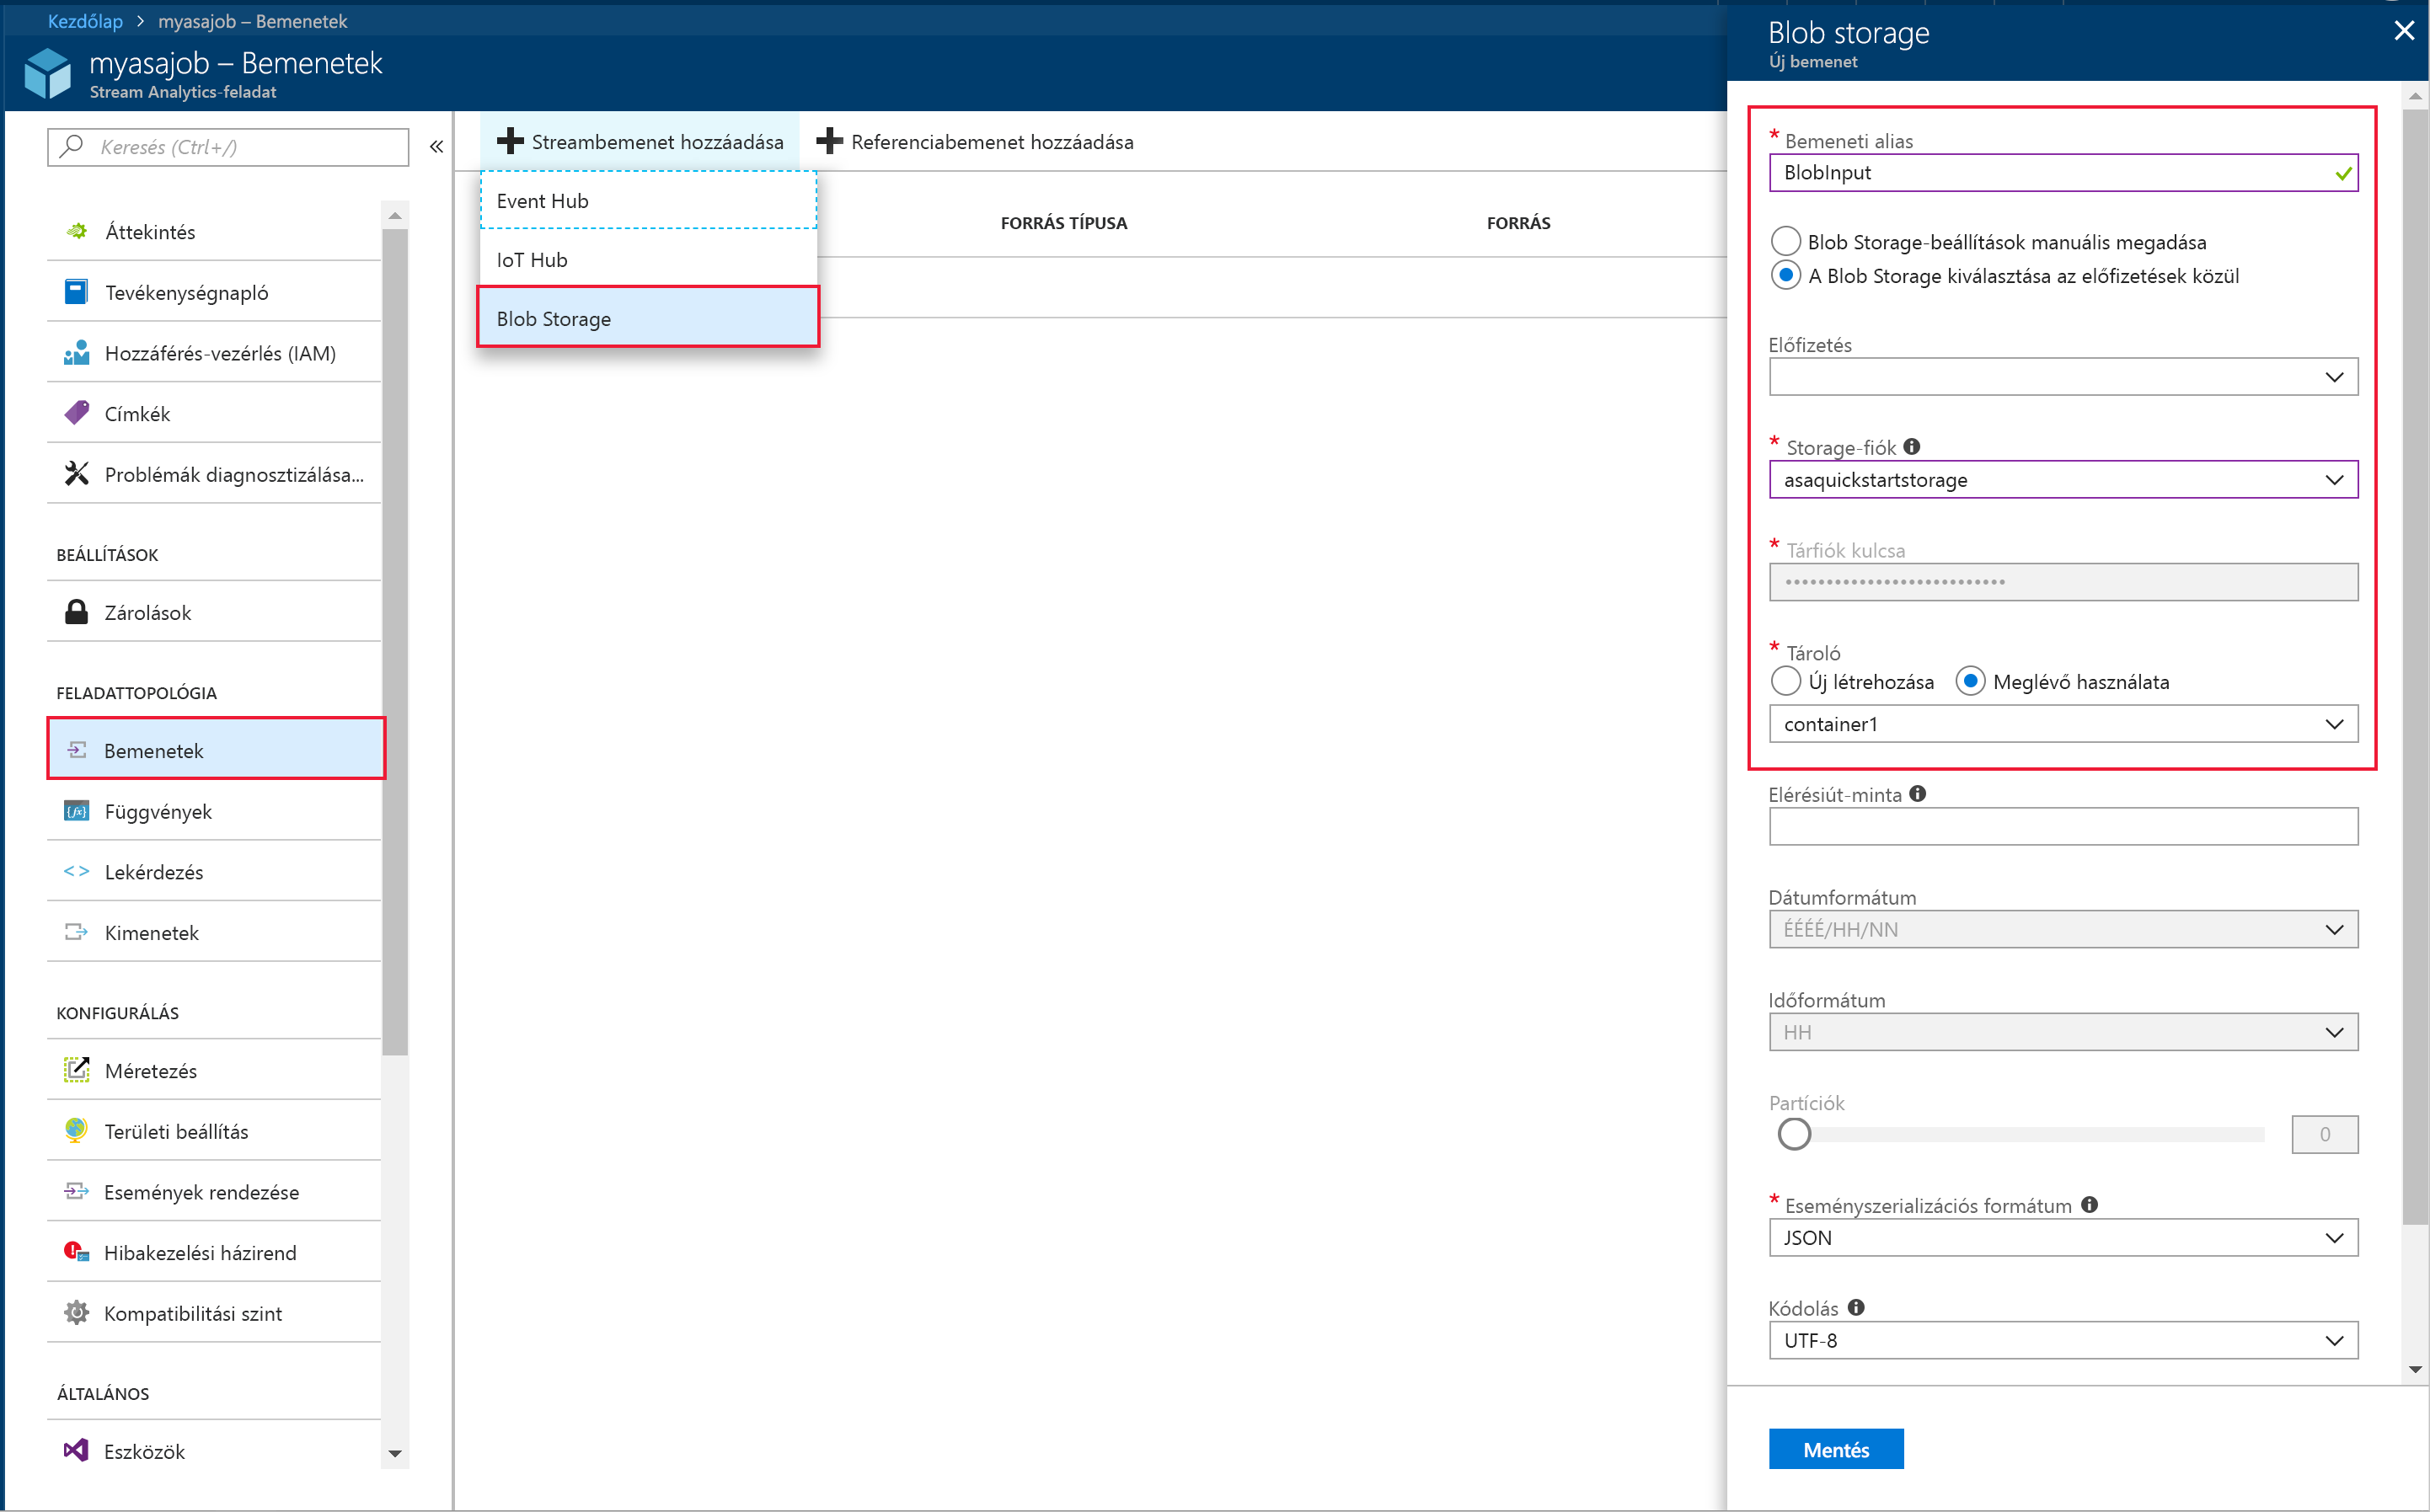 Kezdőlap > myasajob – Bemenetek
myasajob – Bemenetek
Stream Analytics-feladat
Keresés (Ctrl+/)
«
Áttekintés
Tevékenységnapló
Hozzáférés-vezérlés (IAM)
Címkék
Problémák diagnosztizálása...
BEÁLLÍTÁSOK
Zárolások
FELADATTOPOLÓGIA
Bemenetek
Függvények
Lekérdezés
Kimenetek
KONFIGURÁLÁS
Méretezés
Területi beállítás
Események rendezése
Hibakezelési házirend
Kompatibilitási szint
ÁLTALÁNOS
Eszközök
Streambemenet hozzáadása
Referenciabemenet hozzáadása
Event Hub
IoT Hub
Blob Storage
FORRÁS TÍPUSA
FORRÁS
Blob storage
Új bemenet
* Bemeneti alias
BlobInput
Blob Storage-beállítások manuális megadása
A Blob Storage kiválasztása az előfizetések közül
Előfizetés
* Storage-fiók
asaquickstartstorage
* Tárfiók kulcsa
* Tároló
Új létrehozása
Meglévő használata
container1
Elérésiút-minta
Dátumformátum
ÉÉÉÉ/HH/NN
Időformátum
HH
Partíciók
0
* Eseményszerializációs formátum
JSON
Kódolás
UTF-8
Mentés